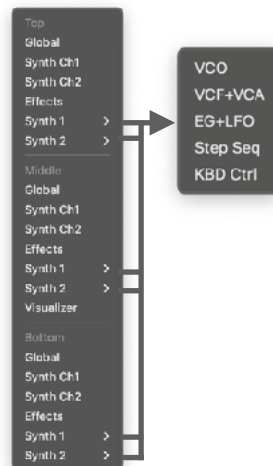 Top
Global
Synth Ch1
Synth Ch2
Effects
Synth 1 >
Synth 2 >
Middle
Global
Synth Ch1
Synth Ch2
Effects
Synth 1 >
Synth 2 >
Visualizer
Bottom
Global
Synth Ch1
Synth Ch2
Effects
Synth 1 >
Synth 2 >
VCO
VCF+VCA
EG+LFO
Step Seq
KBD Ctrl